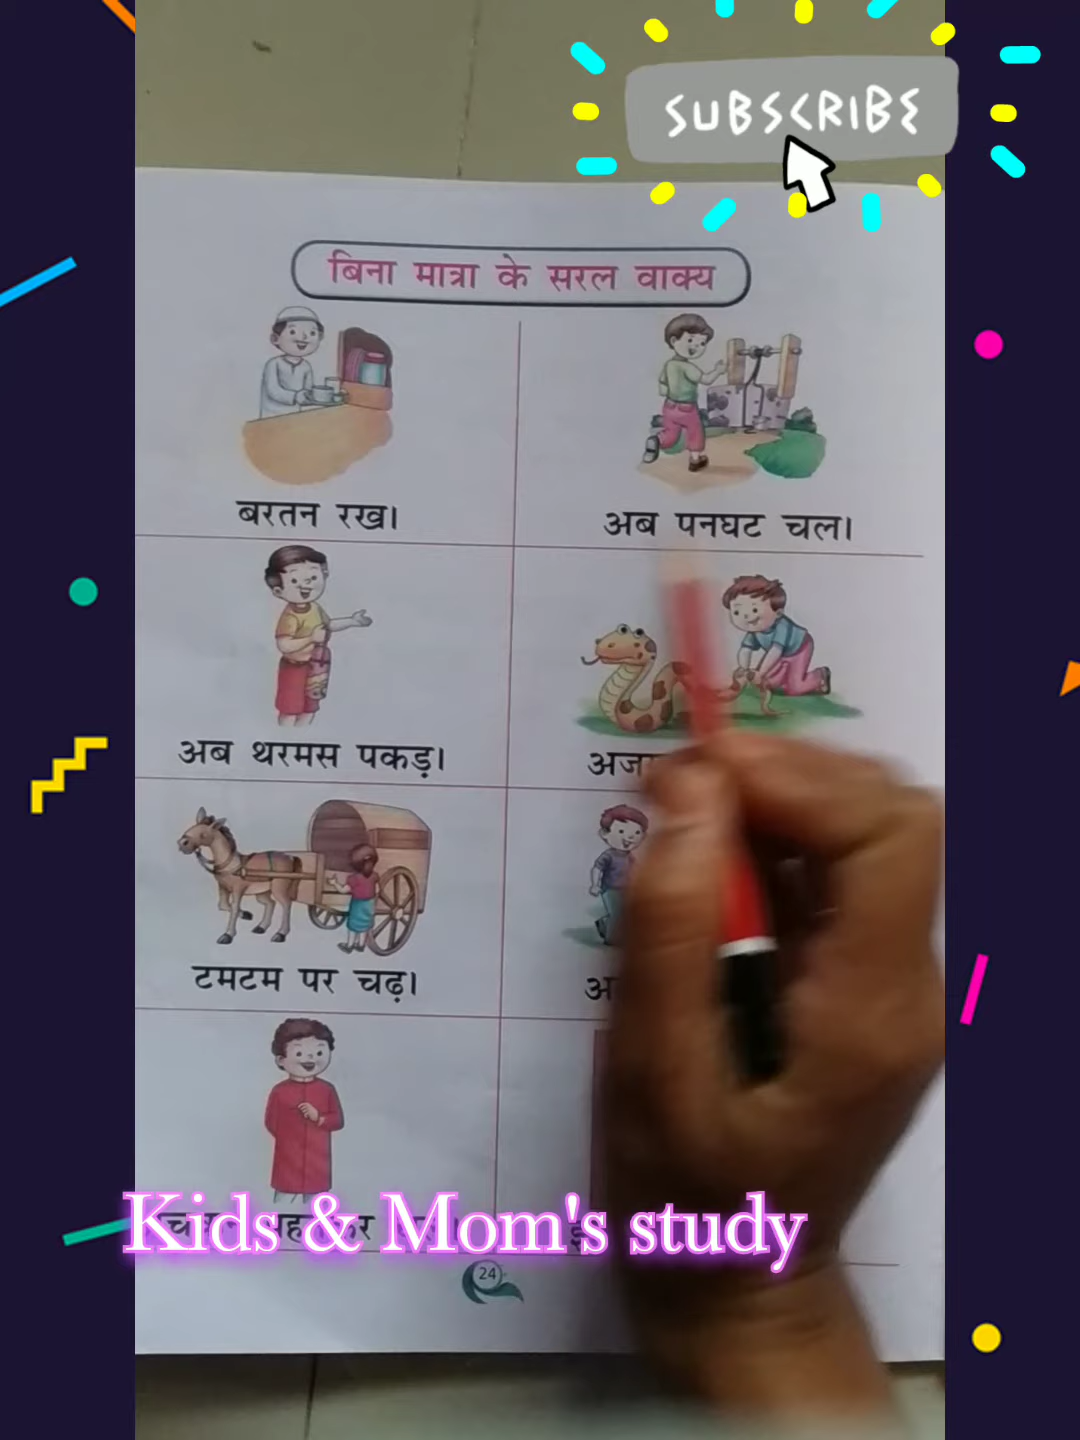 SUBSCRIBE
बिना मात्रा के सरल वाक्य
बरतन रख।
अब पनघट चल।
अब थरमस पकड़।
टमटम पर चढ़।
Kids & Mom's study
24